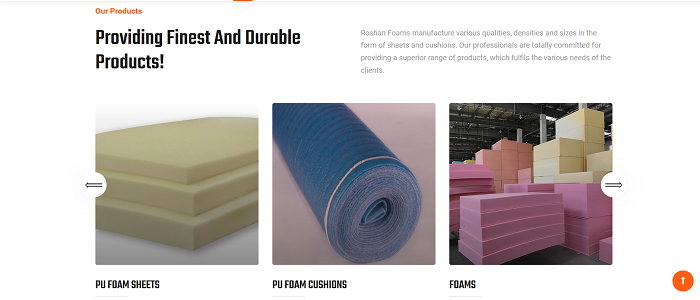 Our Products
Providing Finest And Durable
Products!
Roshan Foams manufacture various qualities, densities and sizes in the
form of sheets and cushions. Our professionals are totally committed for
providing a superior range of products, which fulfils the various needs of the
clients.
PU FOAM SHEETS
PU FOAM CUSHIONS
FOAMS